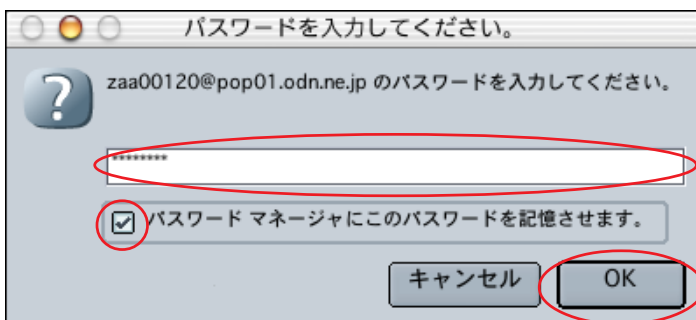 パスワードを入力してください。
zaa00120@pop01.odn.ne.jp のパスワードを入力してください。
********
パスワード マネージャにこのパスワードを記憶させます。
キャンセル OK